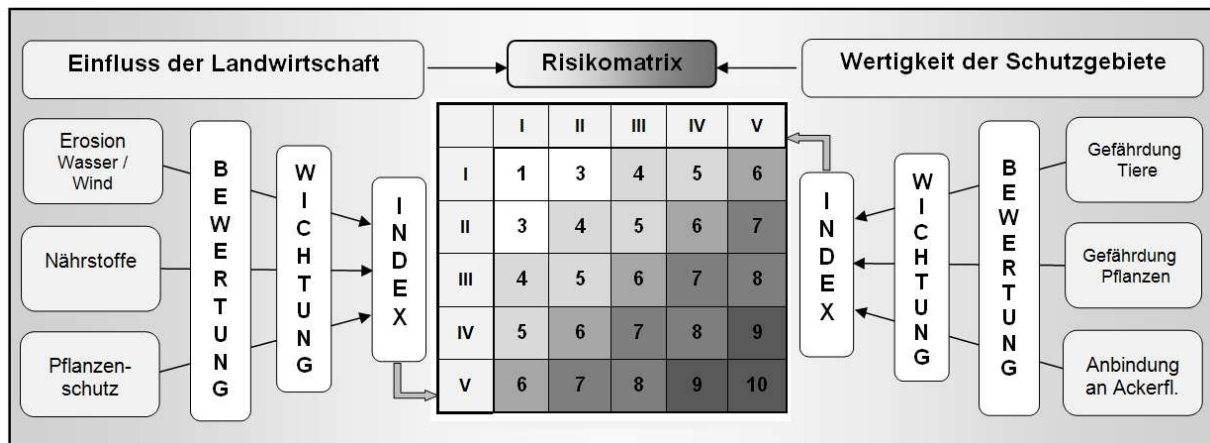 Einfluss der Landwirtschaft
Risikomatrix
Wertigkeit der Schutzgebiete
Erosion
Wasser /
Wind
Nährstoffe
Pflanzen-
schutz
BEWERTUNG
WICHTUNG
INDEX
I II III IV V
I 1 3 4 5 6
II 3 4 5 6 7
III 4 5 6 7 8
IV 5 6 7 8 9
V 6 7 8 9 10
INDEX
WICHTUNG
BEWERTUNG
Gefährdung
Tiere
Gefährdung
Pflanzen
Anbindung
an Ackerfl.